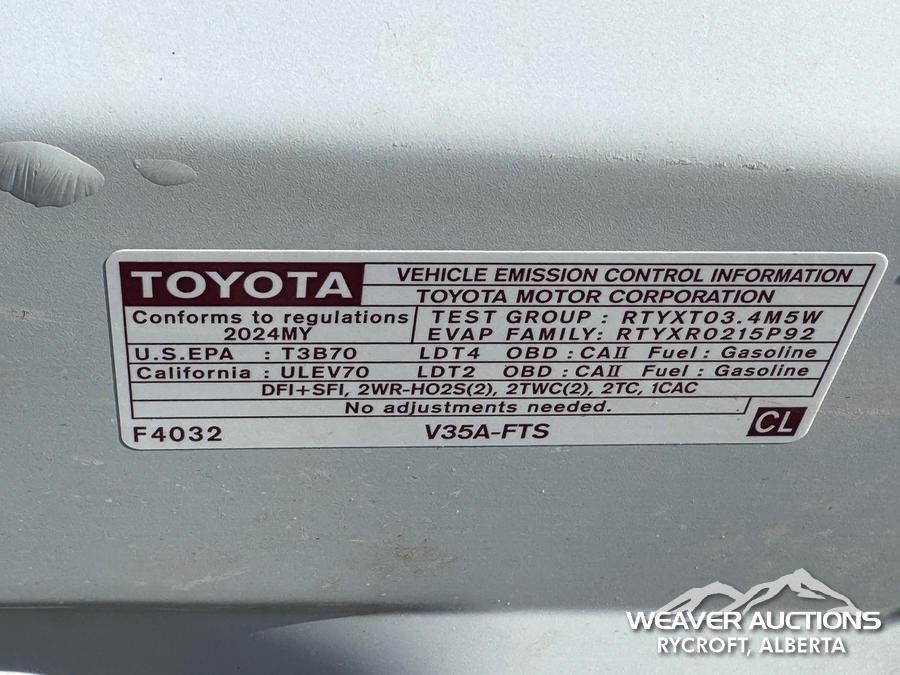 TOYOTA VEHICLE EMISSION CONTROL INFORMATION
TOYOTA MOTOR CORPORATION
Conforms to regulations
2024MY
TEST GROUP : RTYXT03.4M5W
EVAP FAMILY: RTYXR0215P92
U.S.EPA : T3B70 LDT4 OBD : CAII Fuel : Gasoline
California : ULEV70 LDT2 OBD : CAII Fuel : Gasoline
DFI+SFI, 2WR-HO2S(2), 2TWC(2), 2TC, 1CAC
No adjustments needed.
F4032 V35A-FTS CL
WEAVER AUCTIONS
RYCROFT, ALBERTA